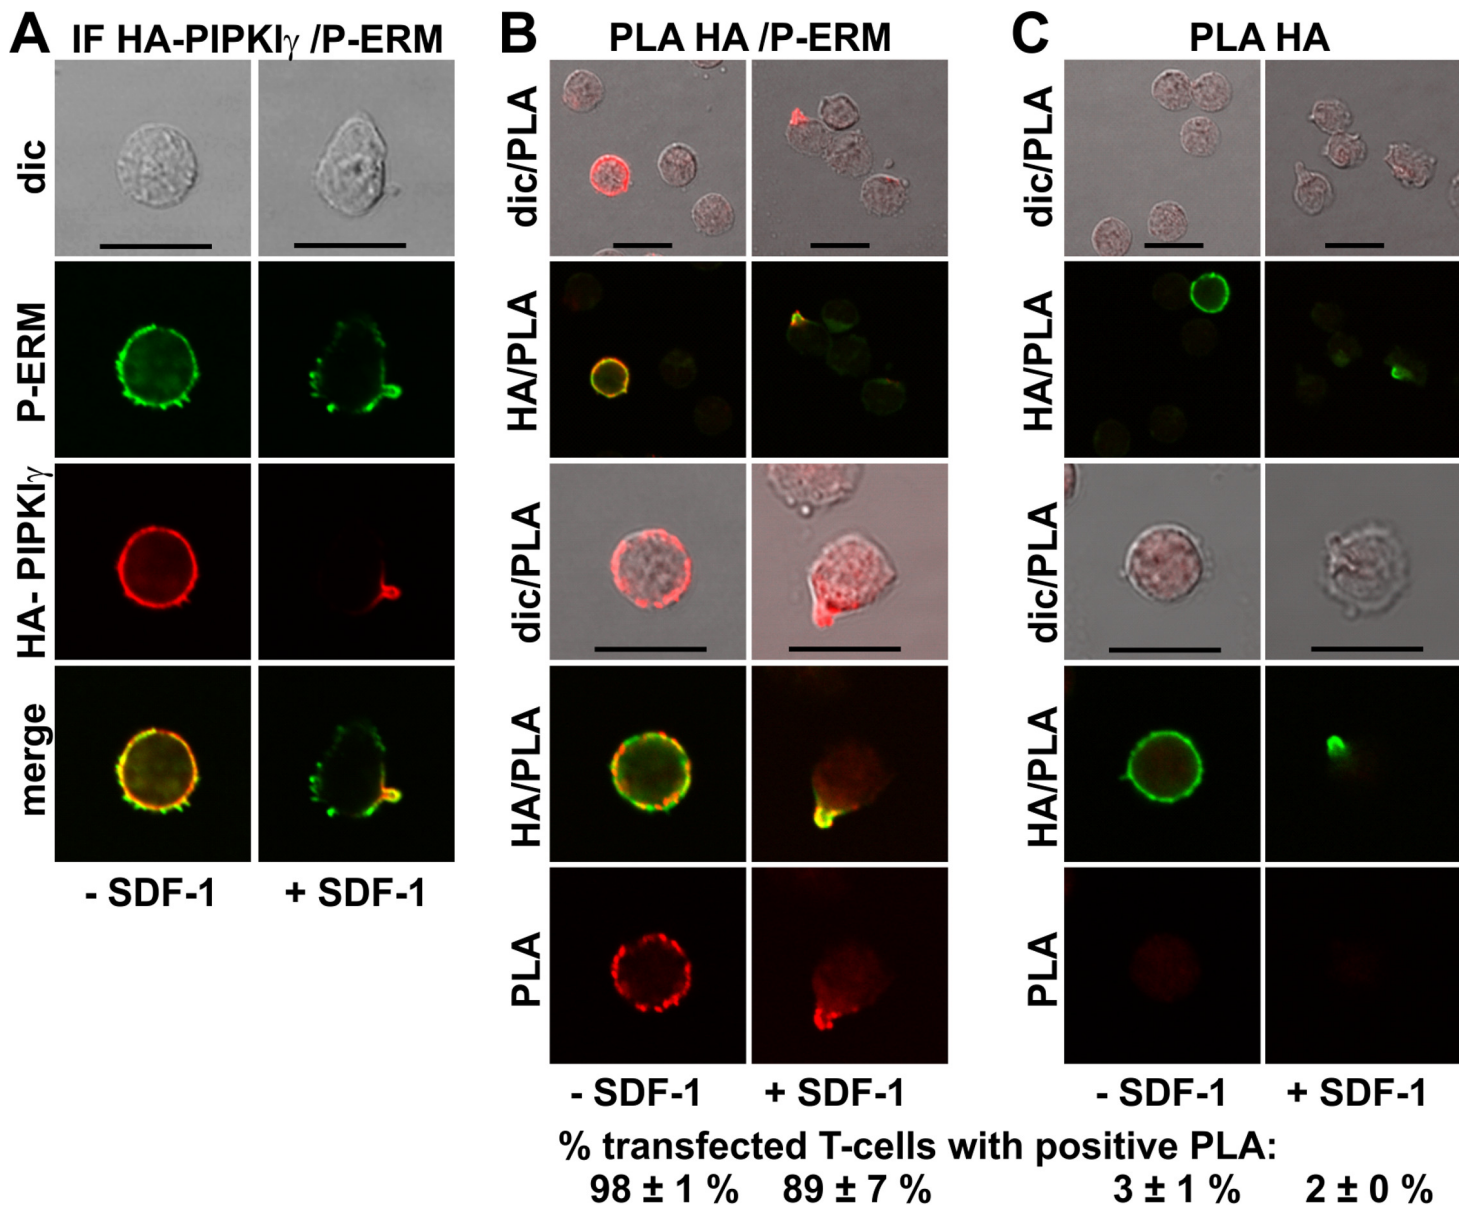 A IF HA-PIPKIγ /P-ERM
dic
P-ERM
HA- PIPKIγ
merge
- SDF-1 + SDF-1
B PLA HA /P-ERM
dic/PLA
HA/PLA
dic/PLA
HA/PLA
PLA
- SDF-1 + SDF-1
C PLA HA
dic/PLA
HA/PLA
dic/PLA
HA/PLA
PLA
- SDF-1 + SDF-1
% transfected T-cells with positive PLA:
98 ± 1 % 89 ± 7 % 3 ± 1 % 2 ± 0 %